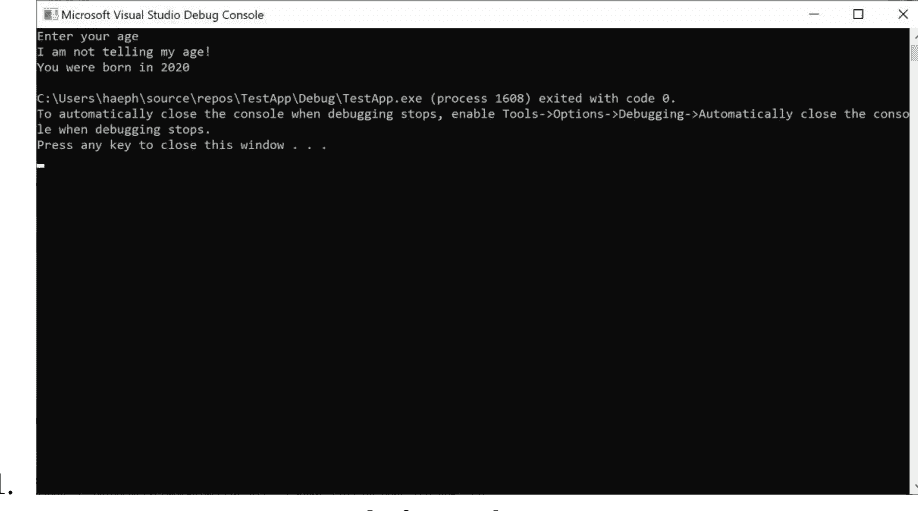 Microsoft Visual Studio Debug Console
Enter your age
I am not telling my age!
You were born in 2020
C:\Users\haeph\source\repos\TestApp\Debug\TestApp.exe (process 1608) exited with code 0.
To automatically close the console when debugging stops, enable Tools->Options->Debugging->Automatically close the conso
le when debugging stops.
Press any key to close this window . . .